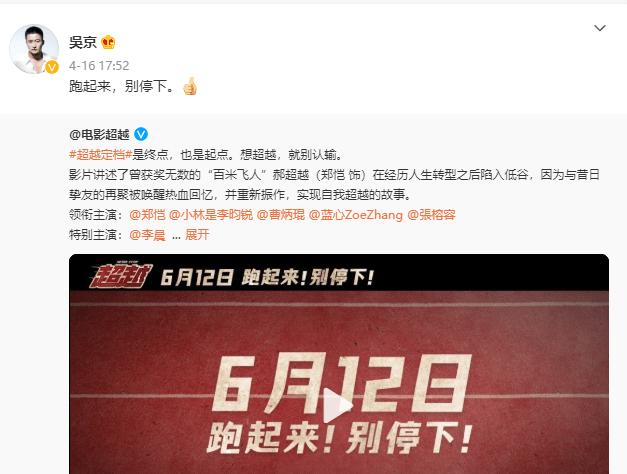 吳京
4-16 17:52
跑起来，别停下。
@电影超越
#超越定档#是终点，也是起点。想超越，就别认输。
影片讲述了曾获奖无数的“百米飞人”郝超越（郑恺 饰）在经历人生转型之后陷入低谷，因为与昔日
挚友的再聚被唤醒热血回忆，并重新振作，实现自我超越的故事。
领衔主演：@郑恺 @小林是李昀锐 @曹炳琨 @蓝心ZoeZhang @張榕容
特别主演：@李晨 ... 展开
超越 6月12日 跑起来！别停下！
6月12日
跑起来！别停下！